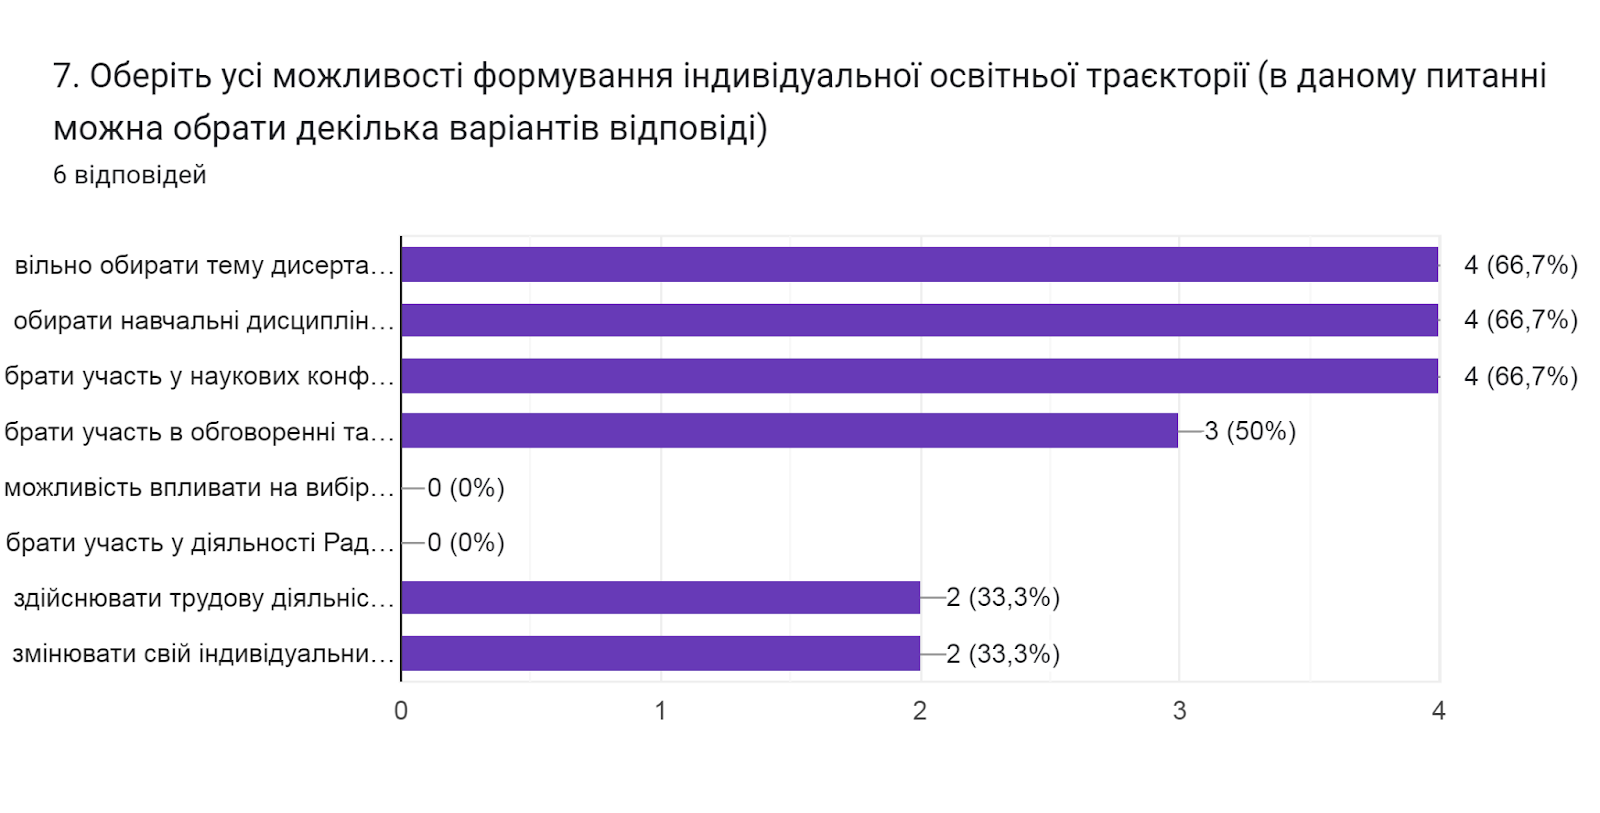 7. Оберіть усі можливості формування індивідуальної освітньої траєкторії (в даному питанні
можна обрати декілька варіантів відповіді)
6 відповідей
вільно обирати тему дисерта… 4 (66,7%)
обирати навчальні дисциплін… 4 (66,7%)
брати участь у наукових конф… 4 (66,7%)
брати участь в обговоренні та… 3 (50%)
можливість впливати на вибір… 0 (0%)
брати участь у діяльності Рад… 0 (0%)
здійснювати трудову діяльніс… 2 (33,3%)
змінювати свій індивідуальни… 2 (33,3%)
0 1 2 3 4